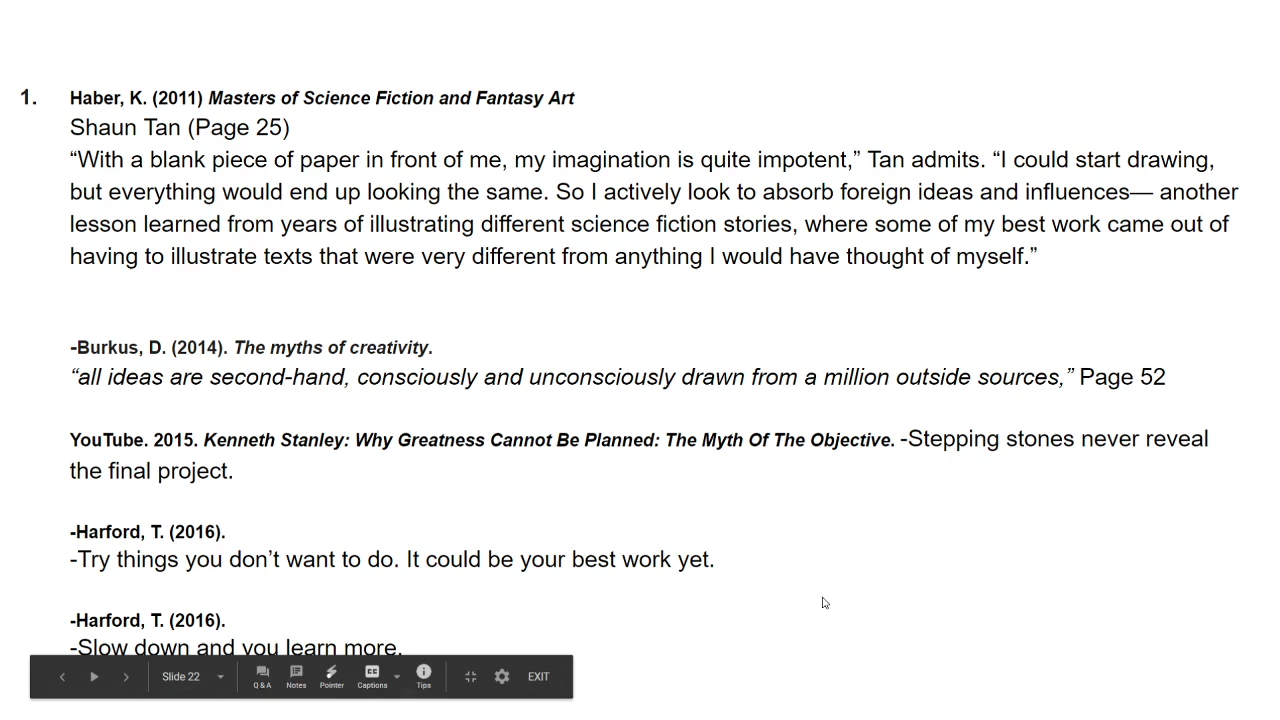 1. Haber, K. (2011) Masters of Science Fiction and Fantasy Art
Shaun Tan (Page 25)
“With a blank piece of paper in front of me, my imagination is quite impotent,” Tan admits. “I could start drawing,
but everything would end up looking the same. So I actively look to absorb foreign ideas and influences— another
lesson learned from years of illustrating different science fiction stories, where some of my best work came out of
having to illustrate texts that were very different from anything I would have thought of myself.”
-Burkus, D. (2014). The myths of creativity.
“all ideas are second-hand, consciously and unconsciously drawn from a million outside sources,” Page 52
YouTube. 2015. Kenneth Stanley: Why Greatness Cannot Be Planned: The Myth Of The Objective. -Stepping stones never reveal
the final project.
-Harford, T. (2016).
-Try things you don’t want to do. It could be your best work yet.
-Harford, T. (2016).
-Slow down and you learn more.
Slide 22
Q & A Notes Pointer CC Captions Tips EXIT